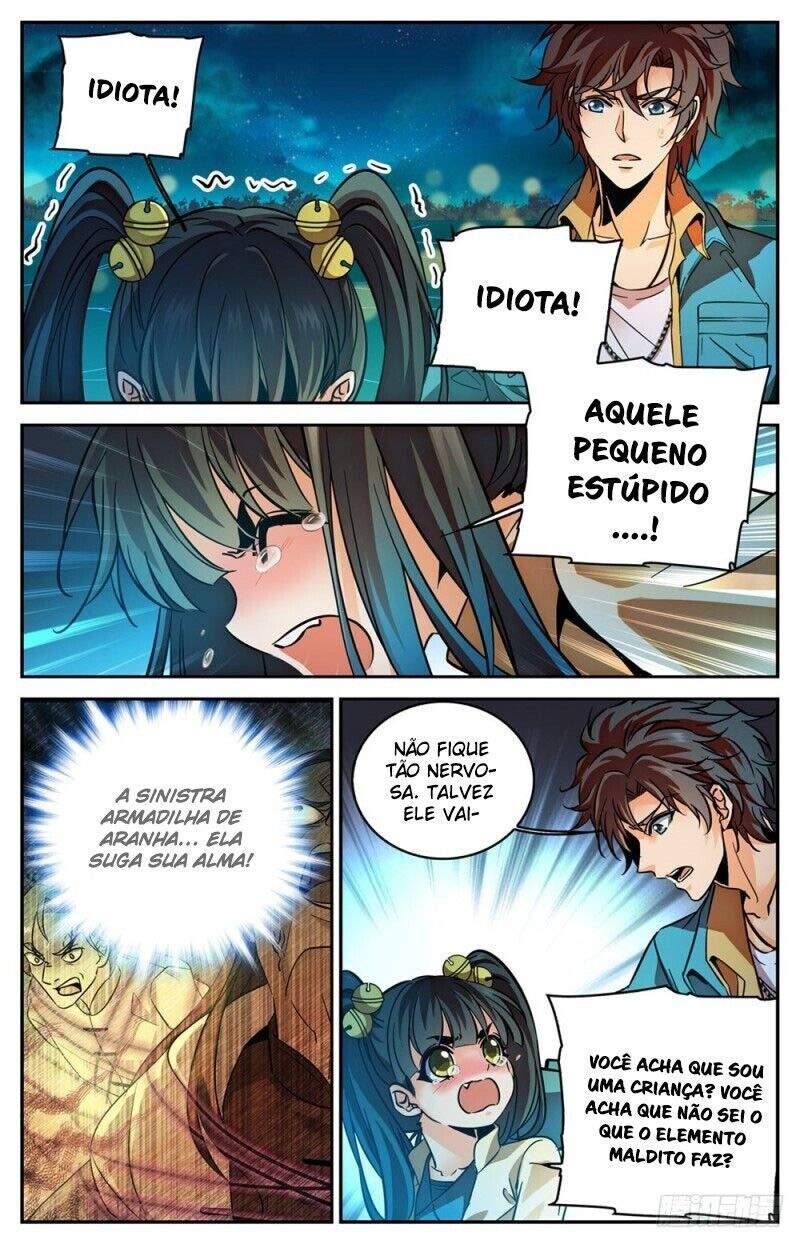 IDIOTA!
IDIOTA!
AQUELE
PEQUENO
ESTÚPIDO
....!
A SINISTRA
ARMADILHA DE
ARANHA... ELA
SUGA SUA ALMA!
NÃO FIQUE
TÃO NERVO-
SA. TALVEZ
ELE VAI-
VOCÊ ACHA QUE SOU
UMA CRIANÇA? VOCÊ
ACHA QUE NÃO SEI O
QUE O ELEMENTO
MALDITO FAZ?